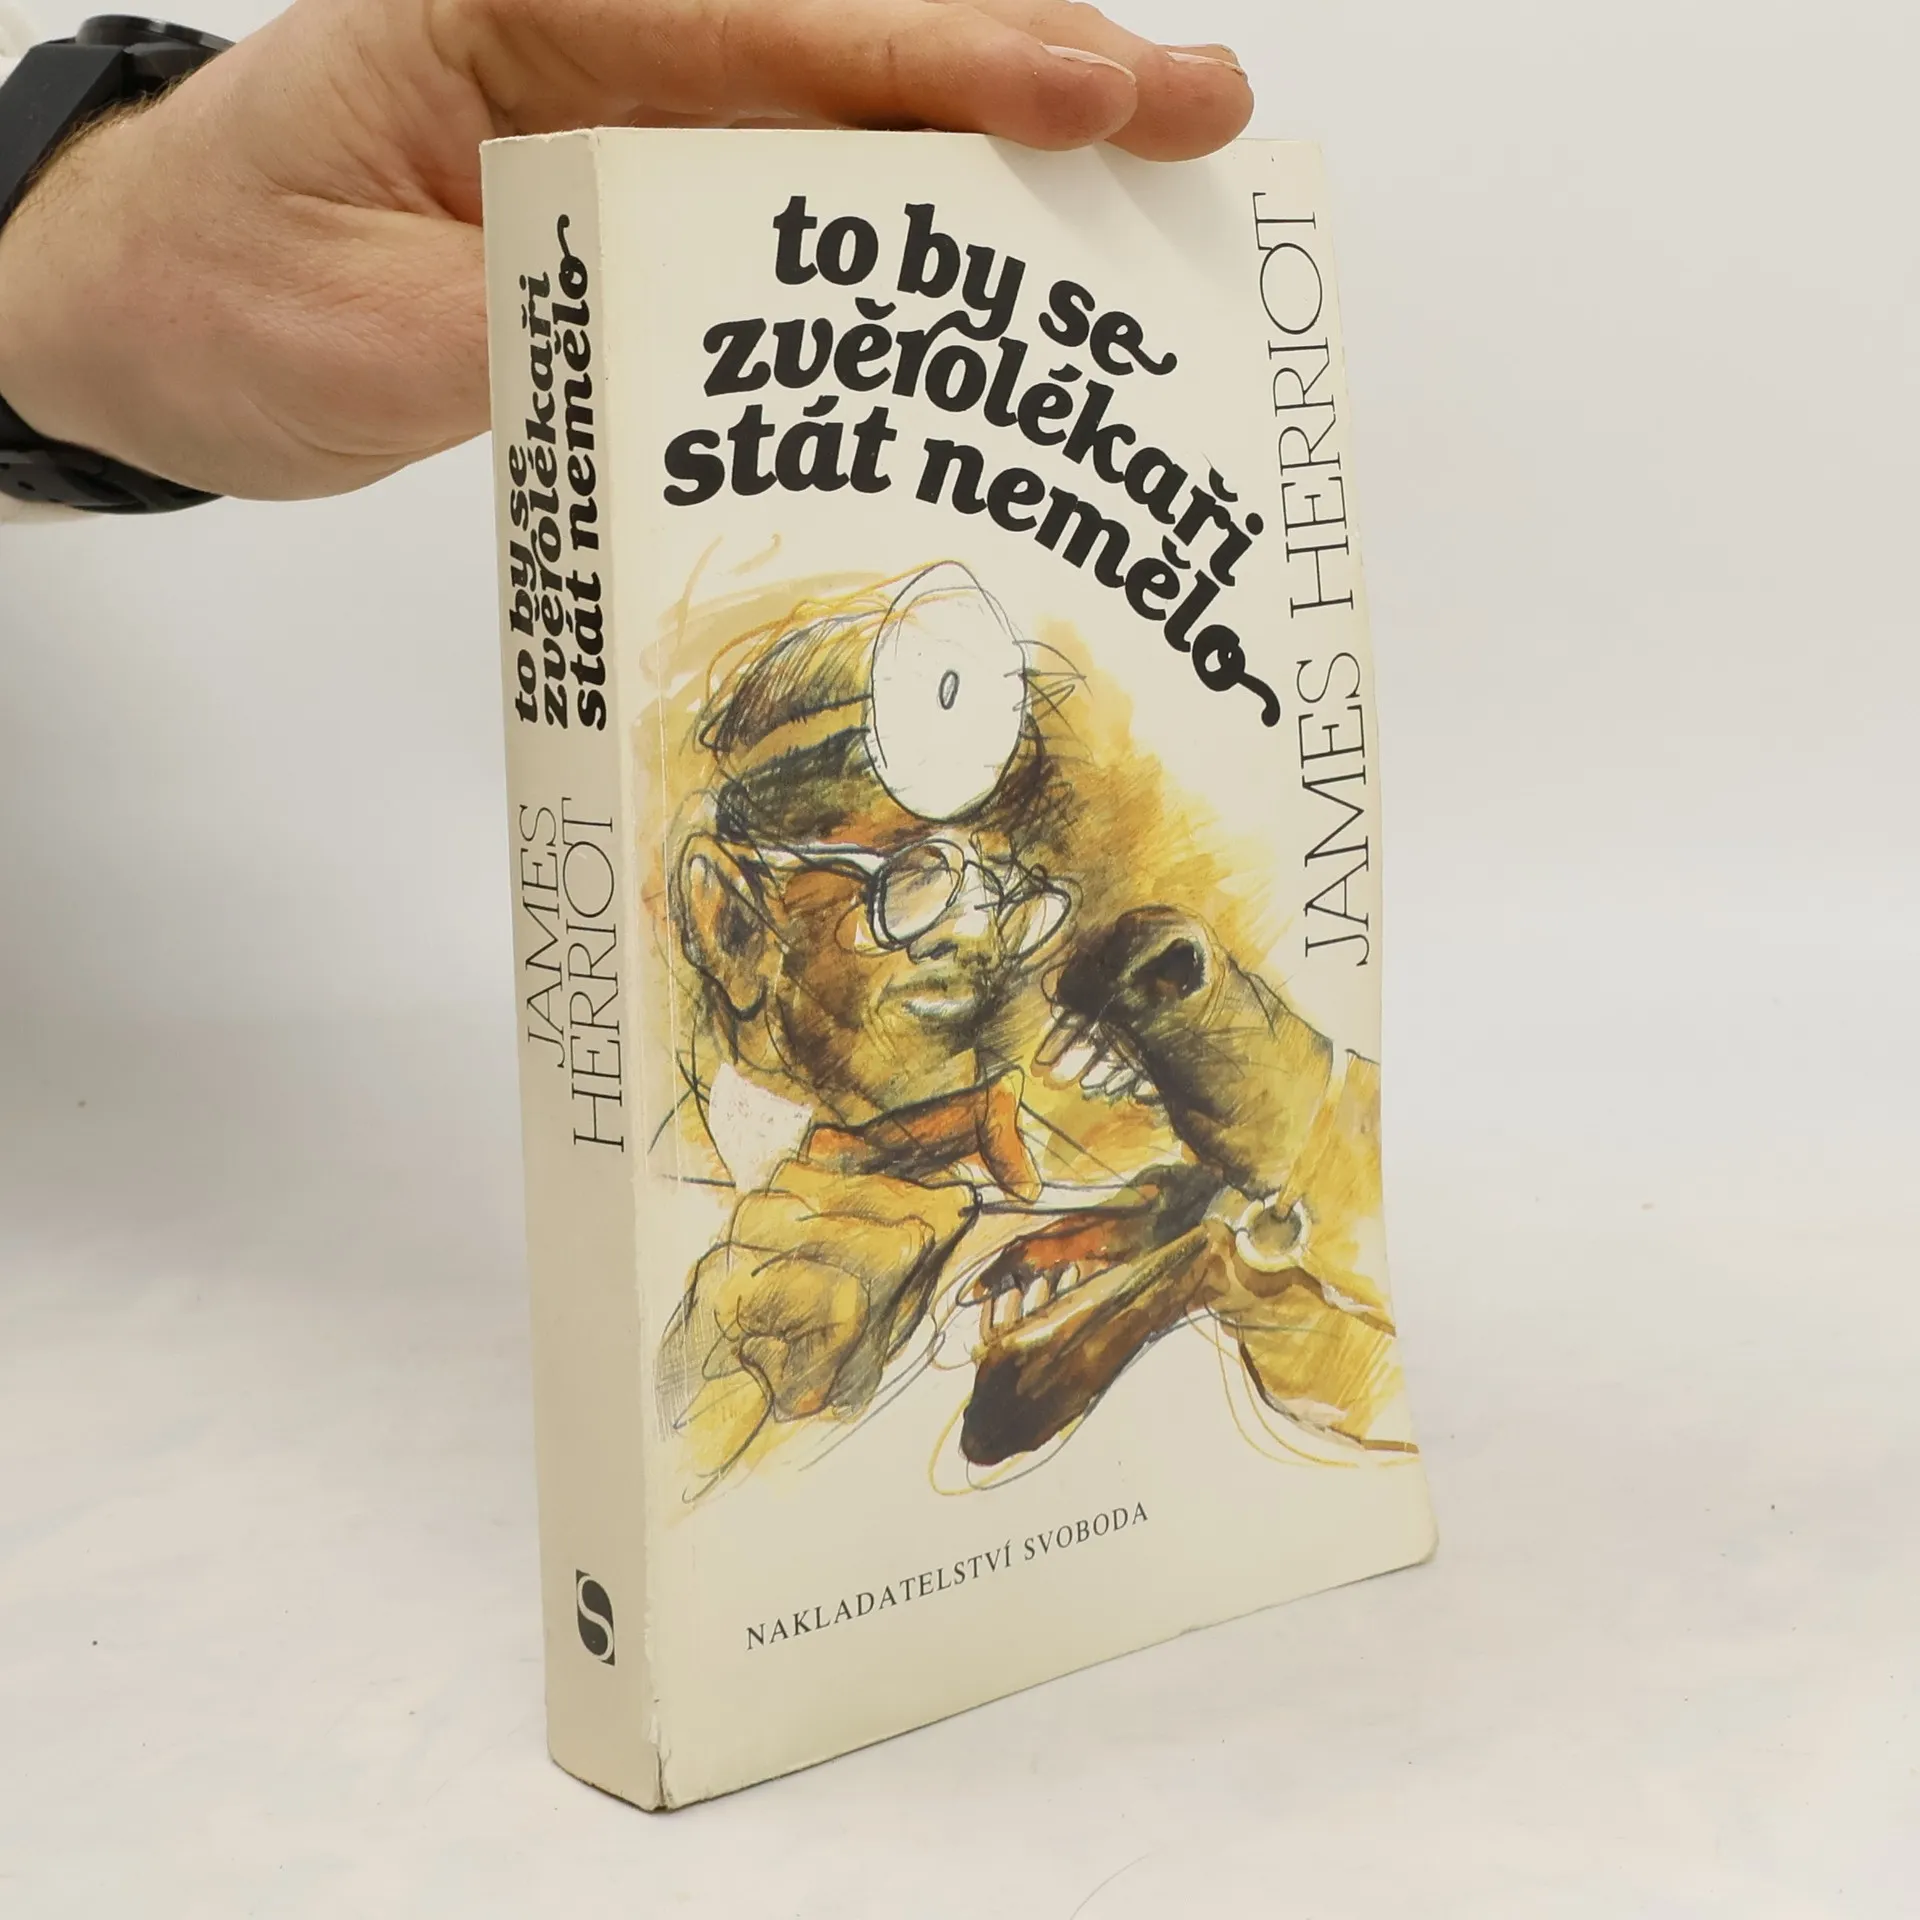 to by se
zvěrolékaři
stát nemělo
JAMES
HERRIOT
S
to by se
zvěrolékaři
stát nemělo
JAMES HERRIOT
NAKLADATELSTVÍ SVOBODA